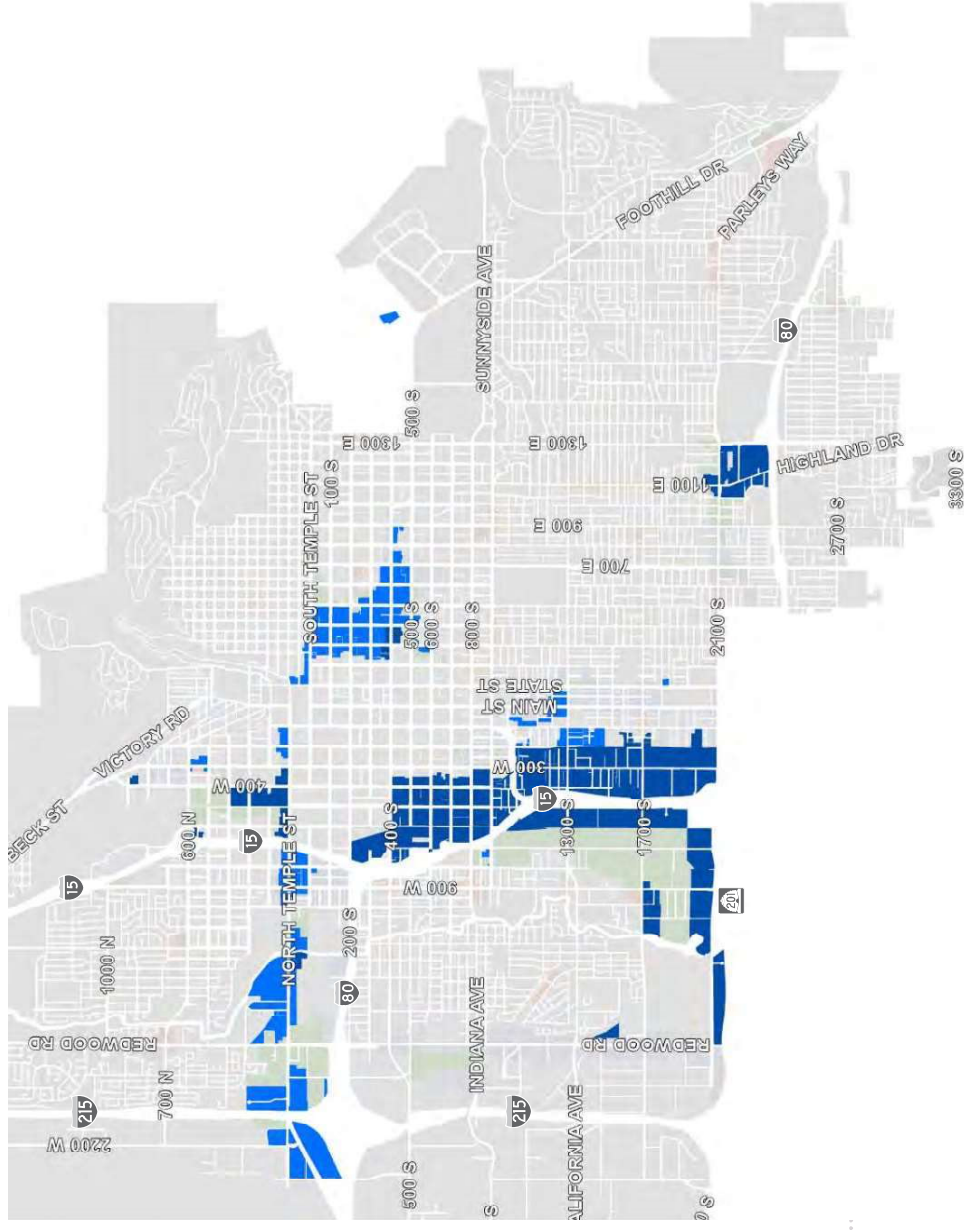 FOOTHILL DR
PARLEYS WAY
SUNNYSIDE AVE
80
500 S
1300 E
1300 E
HIGHLAND DR
100 S
1100 E
3300 S
SOUTH TEMPLE ST
900 E
2700 S
700 E
500 S
600 S
800 S
2100 S
STATE ST
MAIN ST
VICTORY RD
300 W
400 W
BECK ST
15
600 N
15
400 S
1300 S
1700 S
NORTH TEMPLE ST
15
900 W
201
200 S
1000 N
80
INDIANA AVE
REDWOOD RD
REDWOOD RD
700 N
215
215
2200 W
ALIFORNIA AVE
500 S
S
0 S